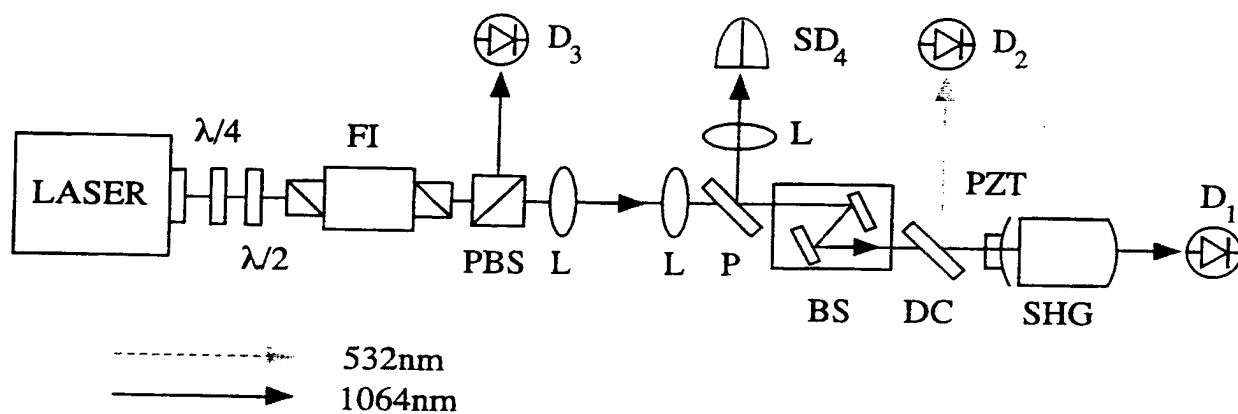 D3
SD4
D2
λ/4
FI
L
PZT
LASER
D1
λ/2
PBS
L
L
P
BS
DC
SHG
532nm
1064nm